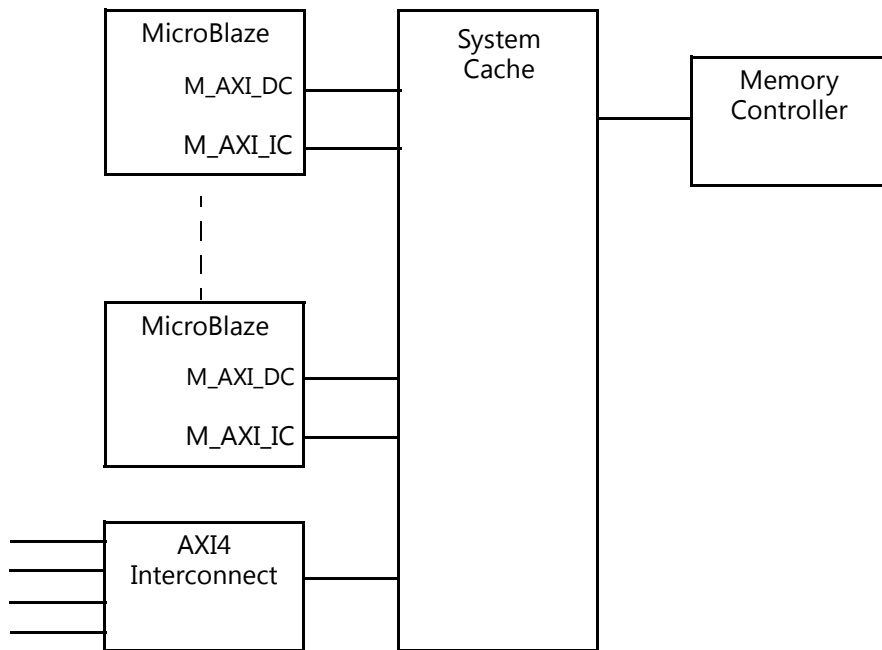 MicroBlaze
M_AXI_DC
M_AXI_IC
System
Cache
Memory
Controller
MicroBlaze
M_AXI_DC
M_AXI_IC
AXI4
Interconnect